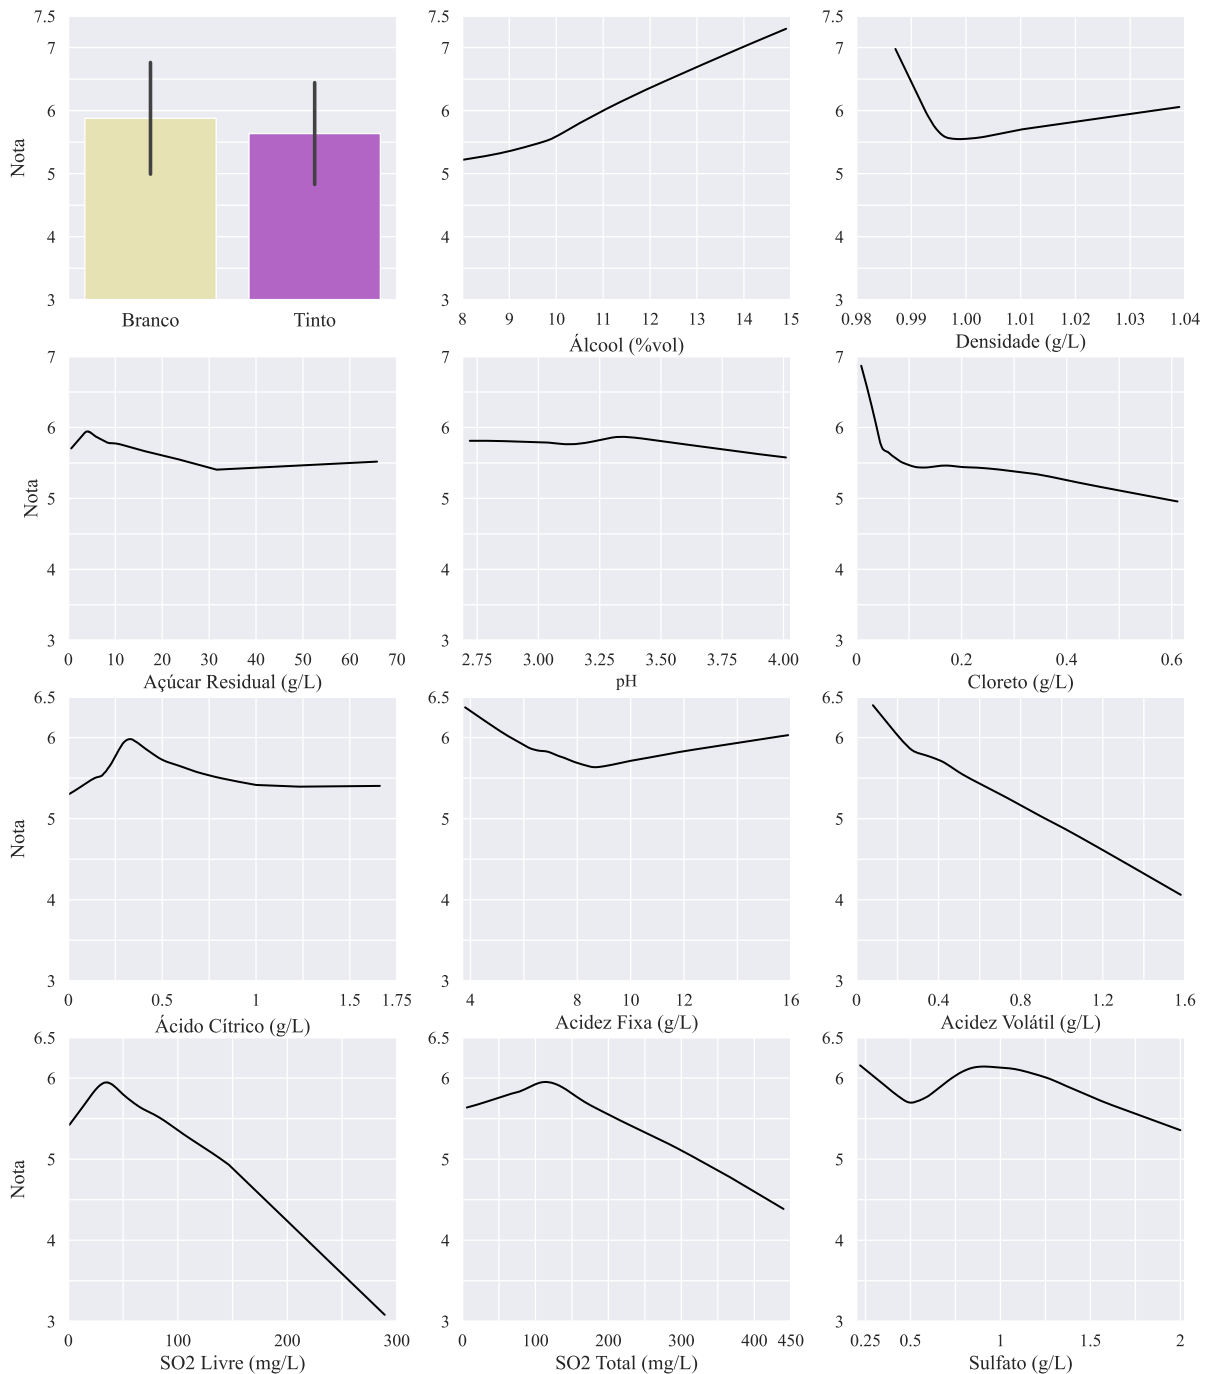 7.5
7
6
5
4
3
Nota
Branco Tinto
7.5
7
6
5
4
3
8 9 10 11 12 13 14 15
Álcool (%vol)
7.5
7
6
5
4
3
0.98 0.99 1.00 1.01 1.02 1.03 1.04
Densidade (g/L)
7
6
5
4
3
Nota
0 10 20 30 40 50 60 70
Açúcar Residual (g/L)
7
6
5
4
3
2.75 3.00 3.25 3.50 3.75 4.00
pH
7
6
5
4
3
0 0.2 0.4 0.6
Cloreto (g/L)
6.5
6
5
4
3
Nota
0 0.5 1 1.5 1.75
Ácido Cítrico (g/L)
6.5
6
5
4
3
4 8 10 12 16
Acidez Fixa (g/L)
6.5
6
5
4
3
0 0.4 0.8 1.2 1.6
Acidez Volátil (g/L)
6.5
6
5
4
3
Nota
0 100 200 300
SO2 Livre (mg/L)
6.5
6
5
4
3
0 100 200 300 400 450
SO2 Total (mg/L)
6.5
6
5
4
3
0.25 0.5 1 1.5 2
Sulfato (g/L)